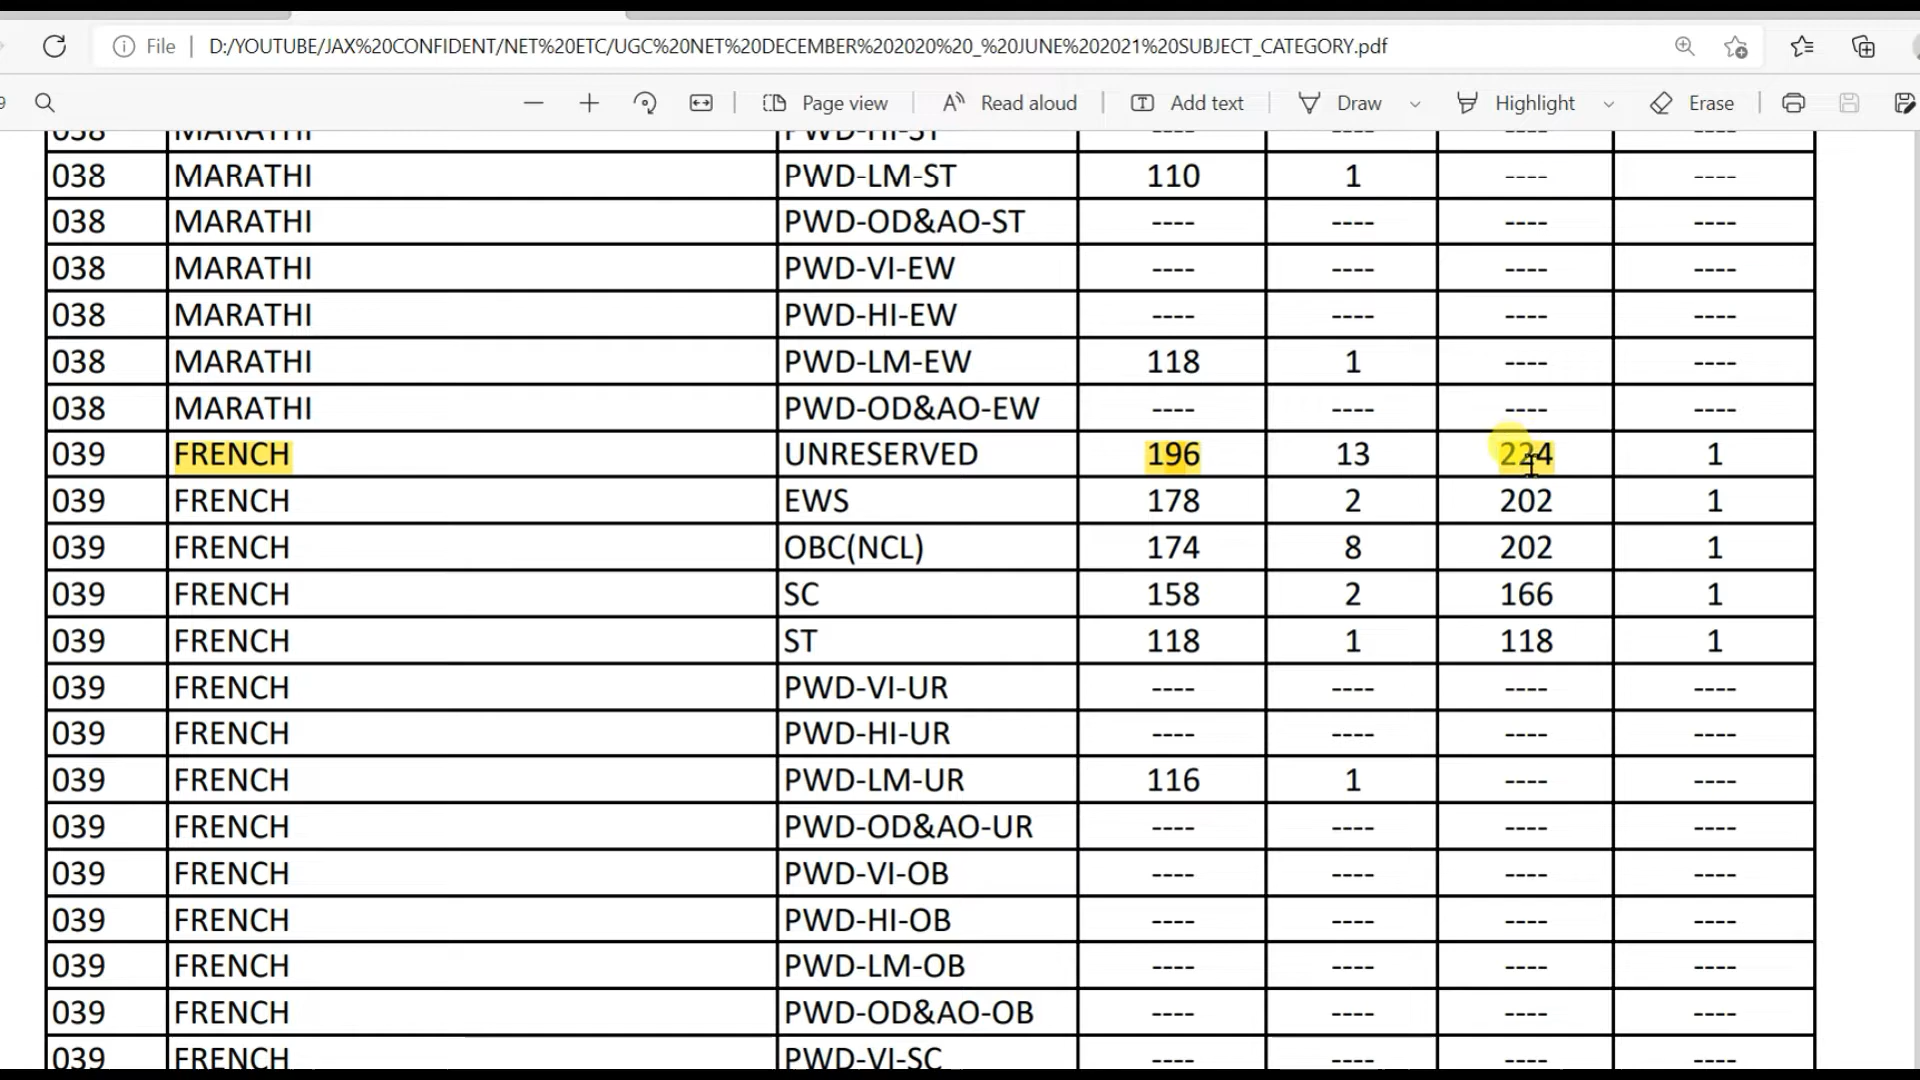 File D:/YOUTUBE/JAX%20CONFIDENT/NET%20ETC/UGC%20NET%20DECEMBER%202020%20_%20JUNE%202021%20SUBJECT_CATEGORY.pdf
9 Page view Read aloud Add text Draw Highlight Erase
038 MARATHI PWD-HI-ST ---- ---- ---- ----
038 MARATHI PWD-LM-ST 110 1 ---- ----
038 MARATHI PWD-OD&AO-ST ---- ---- ---- ----
038 MARATHI PWD-VI-EW ---- ---- ---- ----
038 MARATHI PWD-HI-EW ---- ---- ---- ----
038 MARATHI PWD-LM-EW 118 1 ---- ----
038 MARATHI PWD-OD&AO-EW ---- ---- ---- ----
039 FRENCH UNRESERVED 196 13 224 1
039 FRENCH EWS 178 2 202 1
039 FRENCH OBC(NCL) 174 8 202 1
039 FRENCH SC 158 2 166 1
039 FRENCH ST 118 1 118 1
039 FRENCH PWD-VI-UR ---- ---- ---- ----
039 FRENCH PWD-HI-UR ---- ---- ---- ----
039 FRENCH PWD-LM-UR 116 1 ---- ----
039 FRENCH PWD-OD&AO-UR ---- ---- ---- ----
039 FRENCH PWD-VI-OB ---- ---- ---- ----
039 FRENCH PWD-HI-OB ---- ---- ---- ----
039 FRENCH PWD-LM-OB ---- ---- ---- ----
039 FRENCH PWD-OD&AO-OB ---- ---- ---- ----
039 FRENCH PWD-VI-SC ---- ---- ---- ----